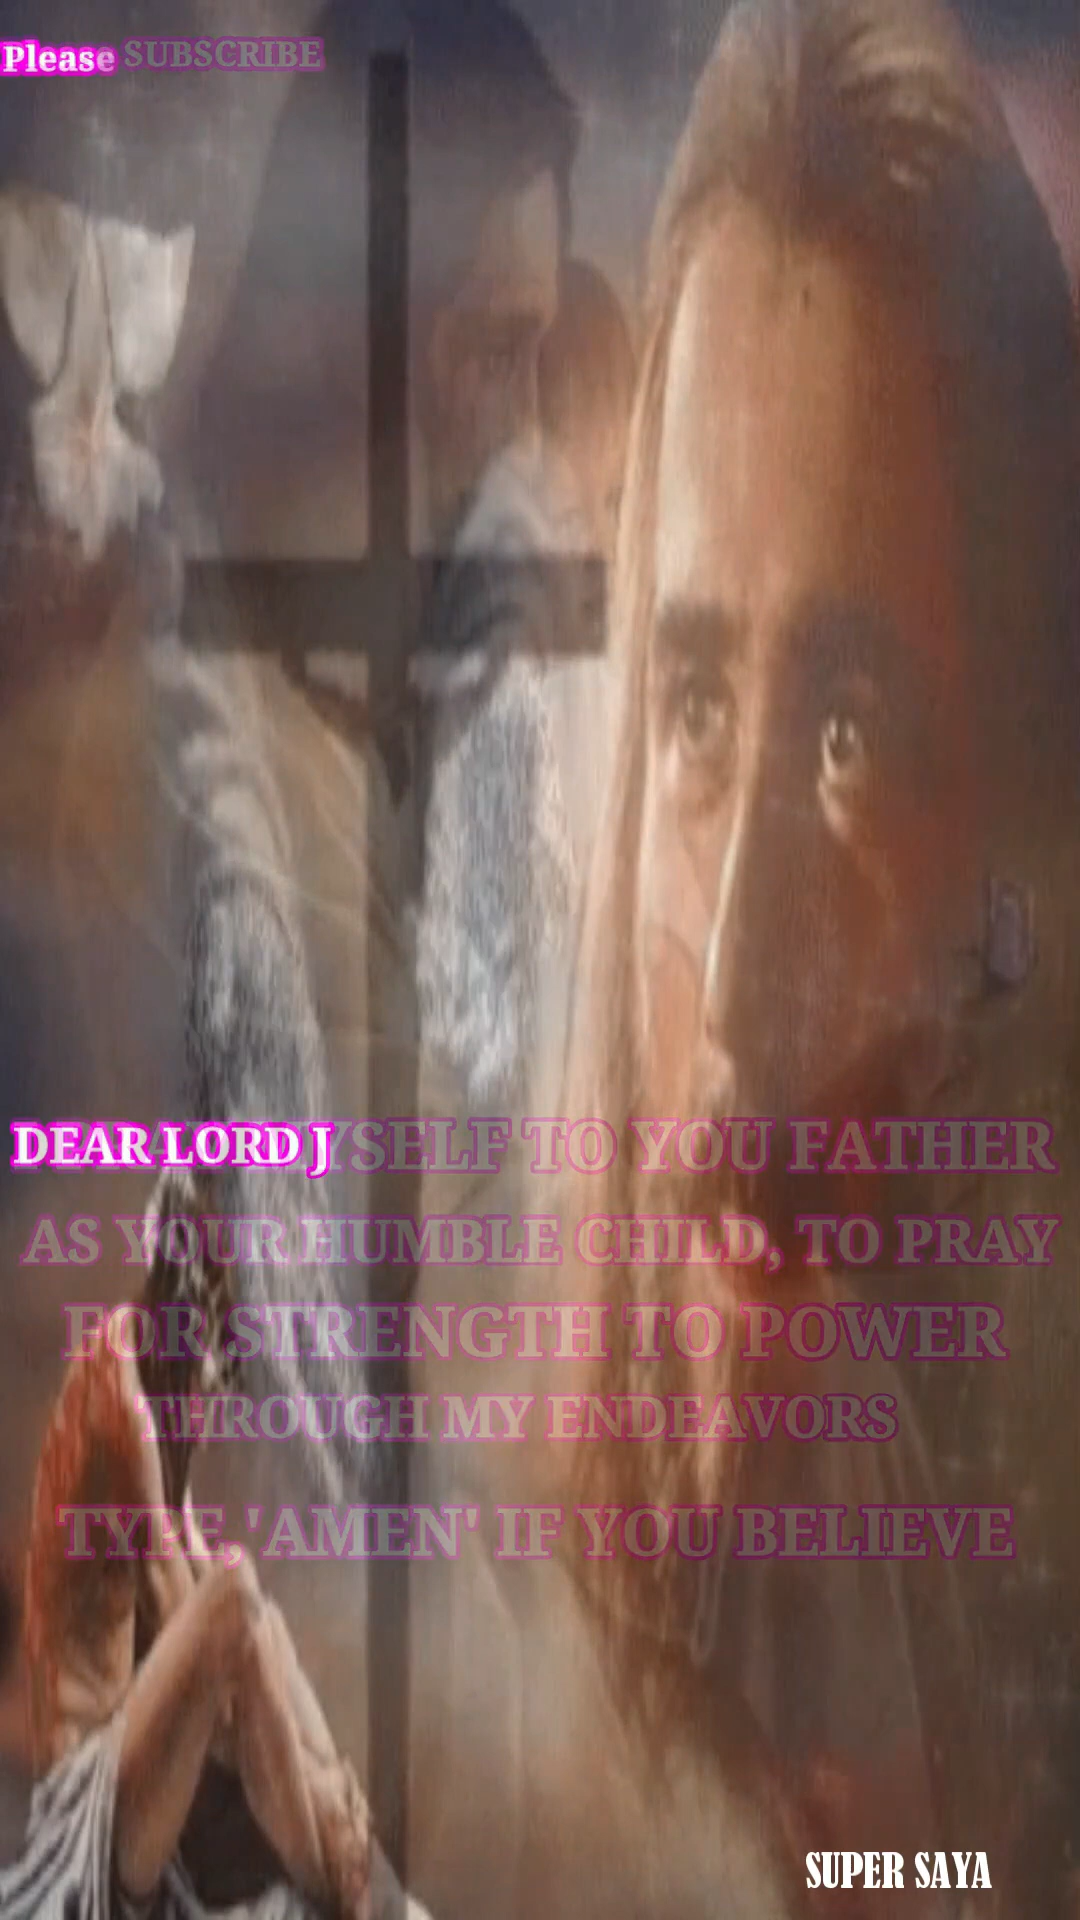 Please SUBSCRIBE
DEAR LORD J YSELF TO YOU FATHER
AS YOUR HUMBLE CHILD, TO PRAY
FOR STRENGTH TO POWER
THROUGH MY ENDEAVORS
TYPE, 'AMEN' IF YOU BELIEVE
SUPER SAYA